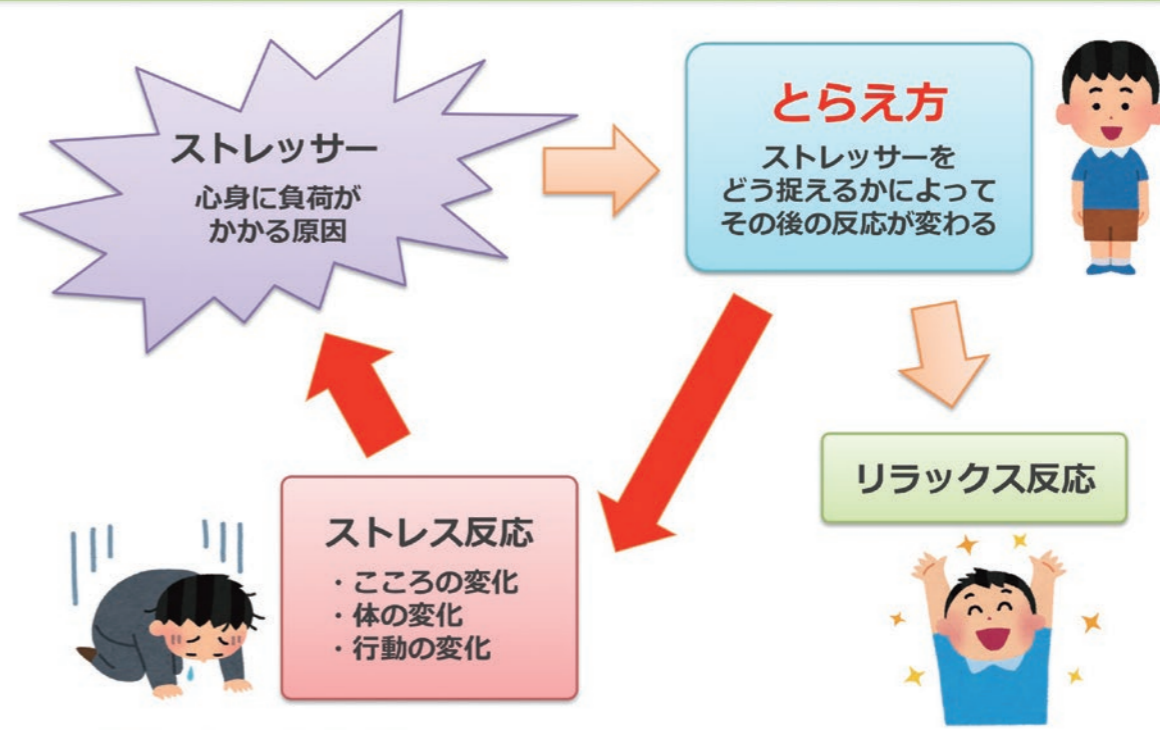 ストレッサー
心身に負荷が
かかる原因
とらえ方
ストレッサーを
どう捉えるかによって
その後の反応が変わる
リラックス反応
ストレス反応
・こころの変化
・体の変化
・行動の変化